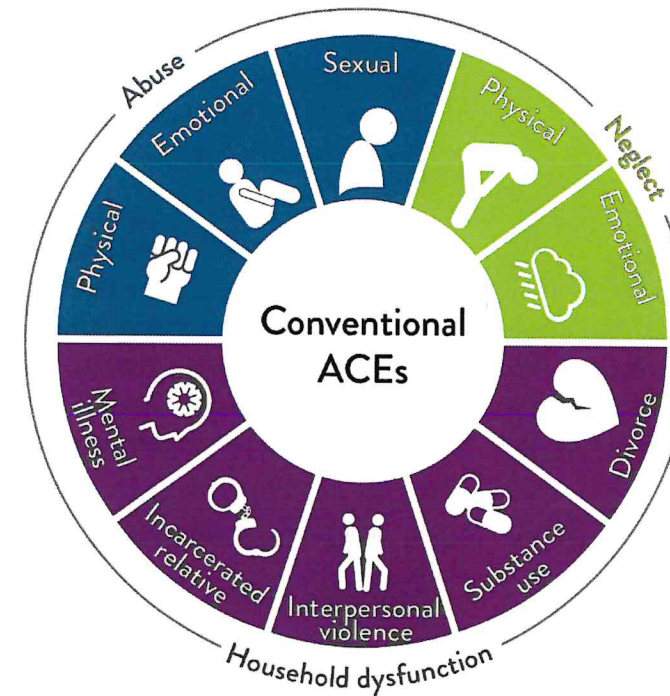 Abuse
Physical
Emotional
Sexual
Neglect
Physical
Emotional
Conventional
ACEs
Household dysfunction
Mental
illness
Incarcerated
relative
Interpersonal
violence
Substance
use
Divorce